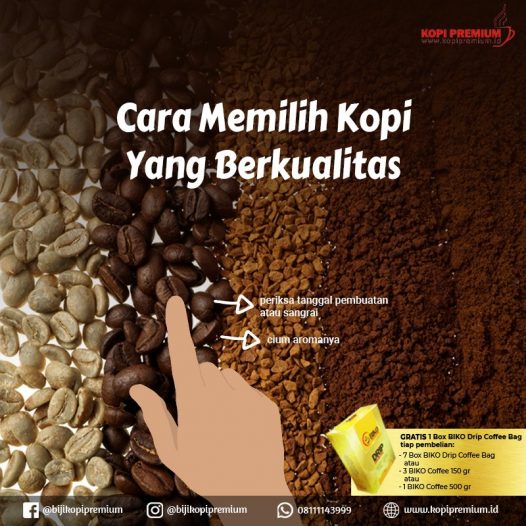 KOPI PREMIUM
www.kopipremium.id
Cara Memilih Kopi
Yang Berkualitas
periksa tanggal pembuatan
atau sangrai
cium aromanya
GRATIS 1 Box BIKO Drip Coffee Bag
tiap pembelian:
- 7 Box BIKO Drip Coffee Bag
atau
- 3 BIKO Coffee 150 gr
atau
- 1 BIKO Coffee 500 gr
DRIP
@bijikopipremium
@bijikopipremium
08111143999
www.kopipremium.id